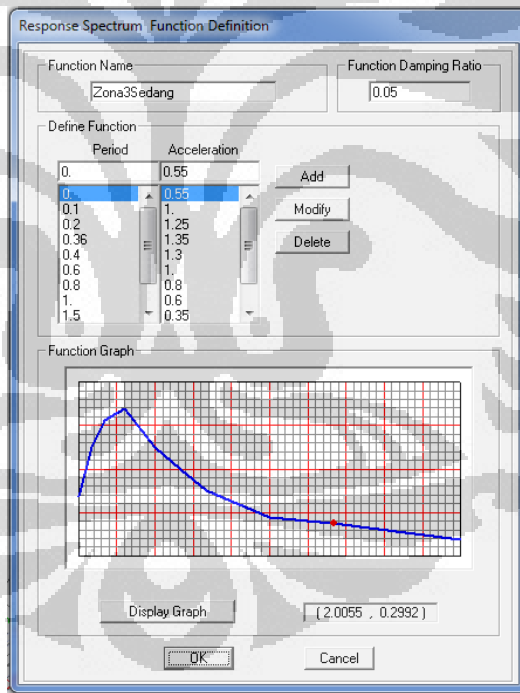 Response Spectrum Function Definition
Function Name
Function Damping Ratio
Zona3Sedang
0.05
Define Function
Period Acceleration
0. 0.55
Add
0. 0.55
0.1 1.
Modify
0.2 1.25
0.36 1.35
Delete
0.4 1.3
0.6 1.
0.8 0.8
1. 0.6
1.5 0.35
Function Graph
Display Graph
( 2.0055 , 0.2992 )
OK
Cancel